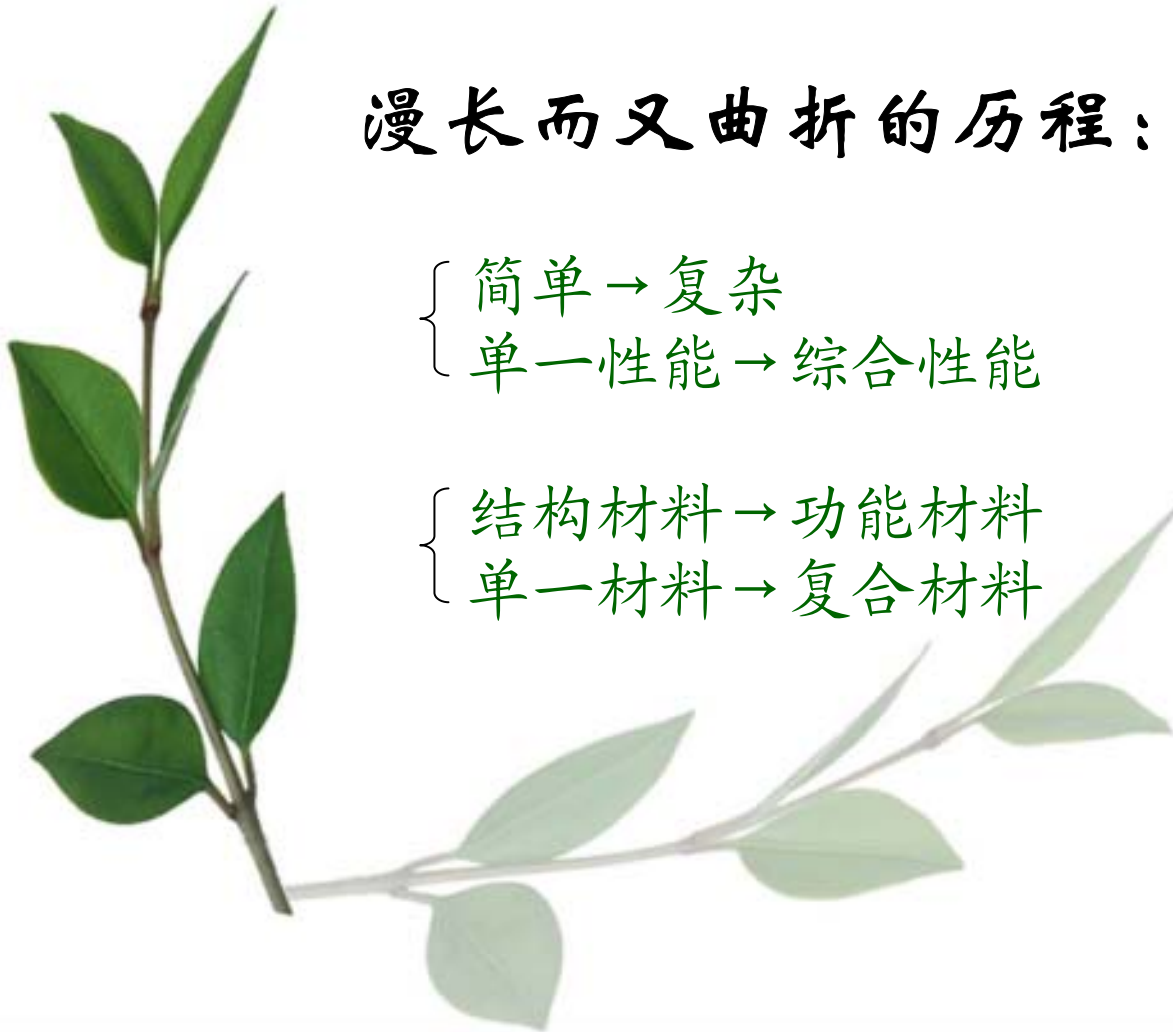 漫长而又曲折的历程：
简单→复杂
单一性能→综合性能
结构材料→功能材料
单一材料→复合材料